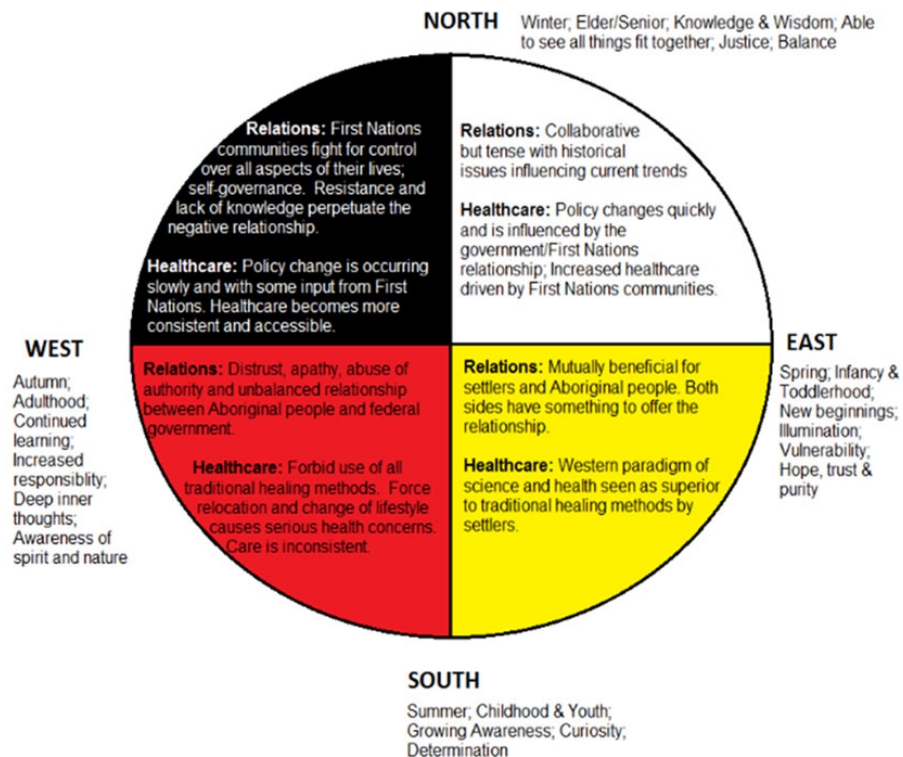 NORTH
Winter; Elder/Senior; Knowledge & Wisdom; Able
to see all things fit together; Justice; Balance
Relations: First Nations
communities fight for control
over all aspects of their lives;
self-governance. Resistance and
lack of knowledge perpetuate the
negative relationship.
Healthcare: Policy change is occurring
slowly and with some input from First
Nations. Healthcare becomes more
consistent and accessible.
Relations: Collaborative
but tense with historical
issues influencing current trends
Healthcare: Policy changes quickly
and is influenced by the
government/First Nations
relationship; Increased healthcare
driven by First Nations communities.
WEST
Autumn;
Adulthood;
Continued
learning;
Increased
responsiblity;
Deep inner
thoughts;
Awareness of
spirit and nature
Relations: Distrust, apathy, abuse of
authority and unbalanced relationship
between Aboriginal people and federal
government.
Healthcare: Forbid use of all
traditional healing methods. Force
relocation and change of lifestyle
causes serious health concerns.
Care is inconsistent.
Relations: Mutually beneficial for
settlers and Aboriginal people. Both
sides have something to offer the
relationship.
Healthcare: Western paradigm of
science and health seen as superior
to traditional healing methods by
settlers.
EAST
Spring; Infancy &
Toddlerhood;
New beginnings;
Illumination;
Vulnerability;
Hope, trust &
purity
SOUTH
Summer; Childhood & Youth;
Growing Awareness; Curiosity;
Determination